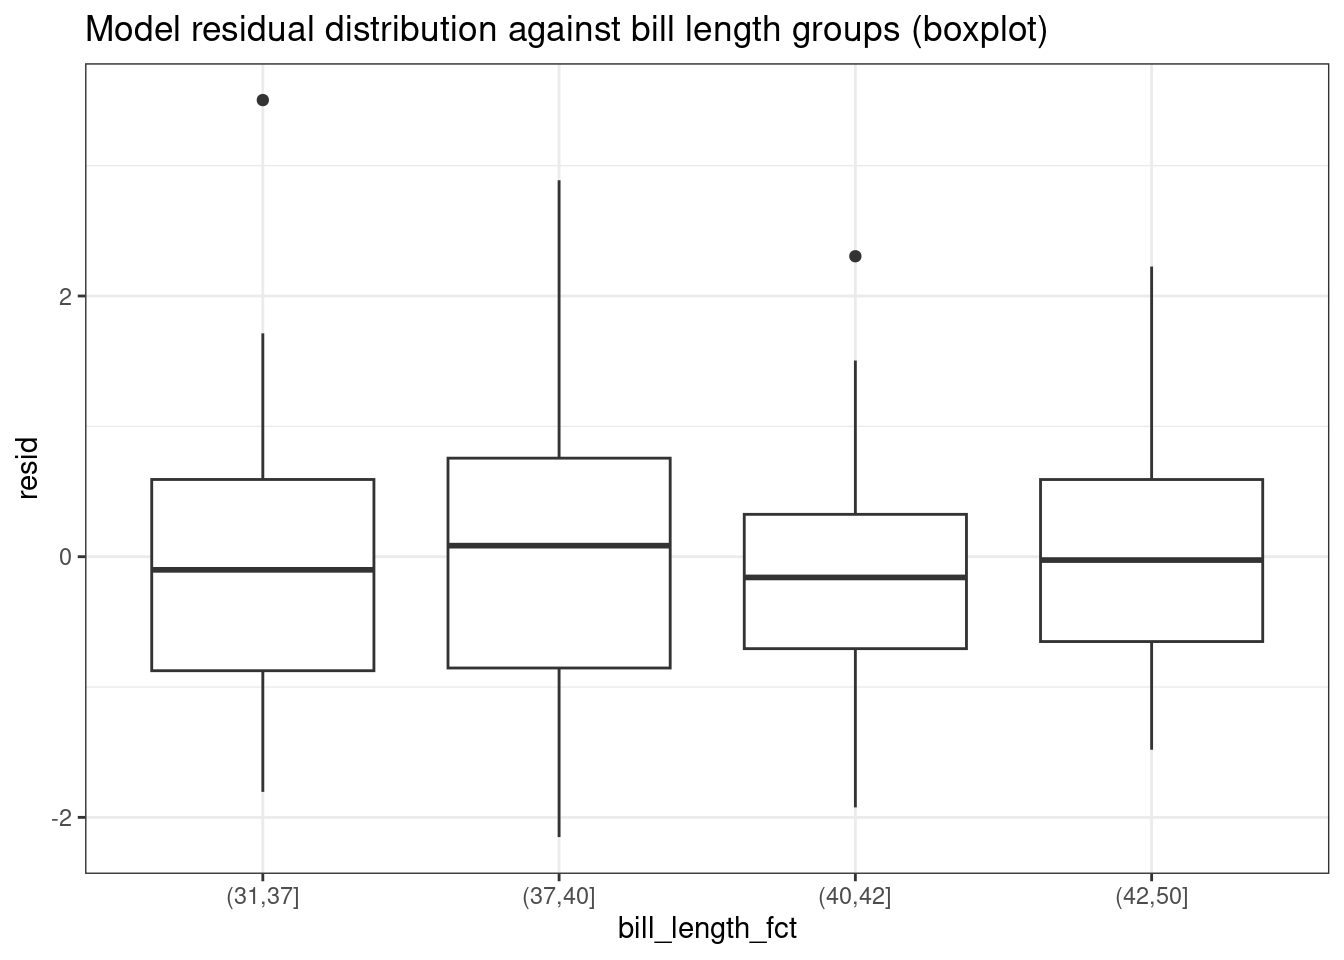 Model residual distribution against bill length groups (boxplot)
resid
2
0
-2
(31,37]
(37,40]
(40,42]
(42,50]
bill_length_fct